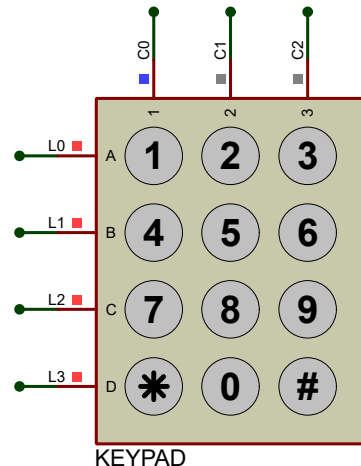 C0 C1 C2
1 2 3
L0 A 1 2 3
L1 B 4 5 6
L2 C 7 8 9
L3 D * 0 #
KEYPAD